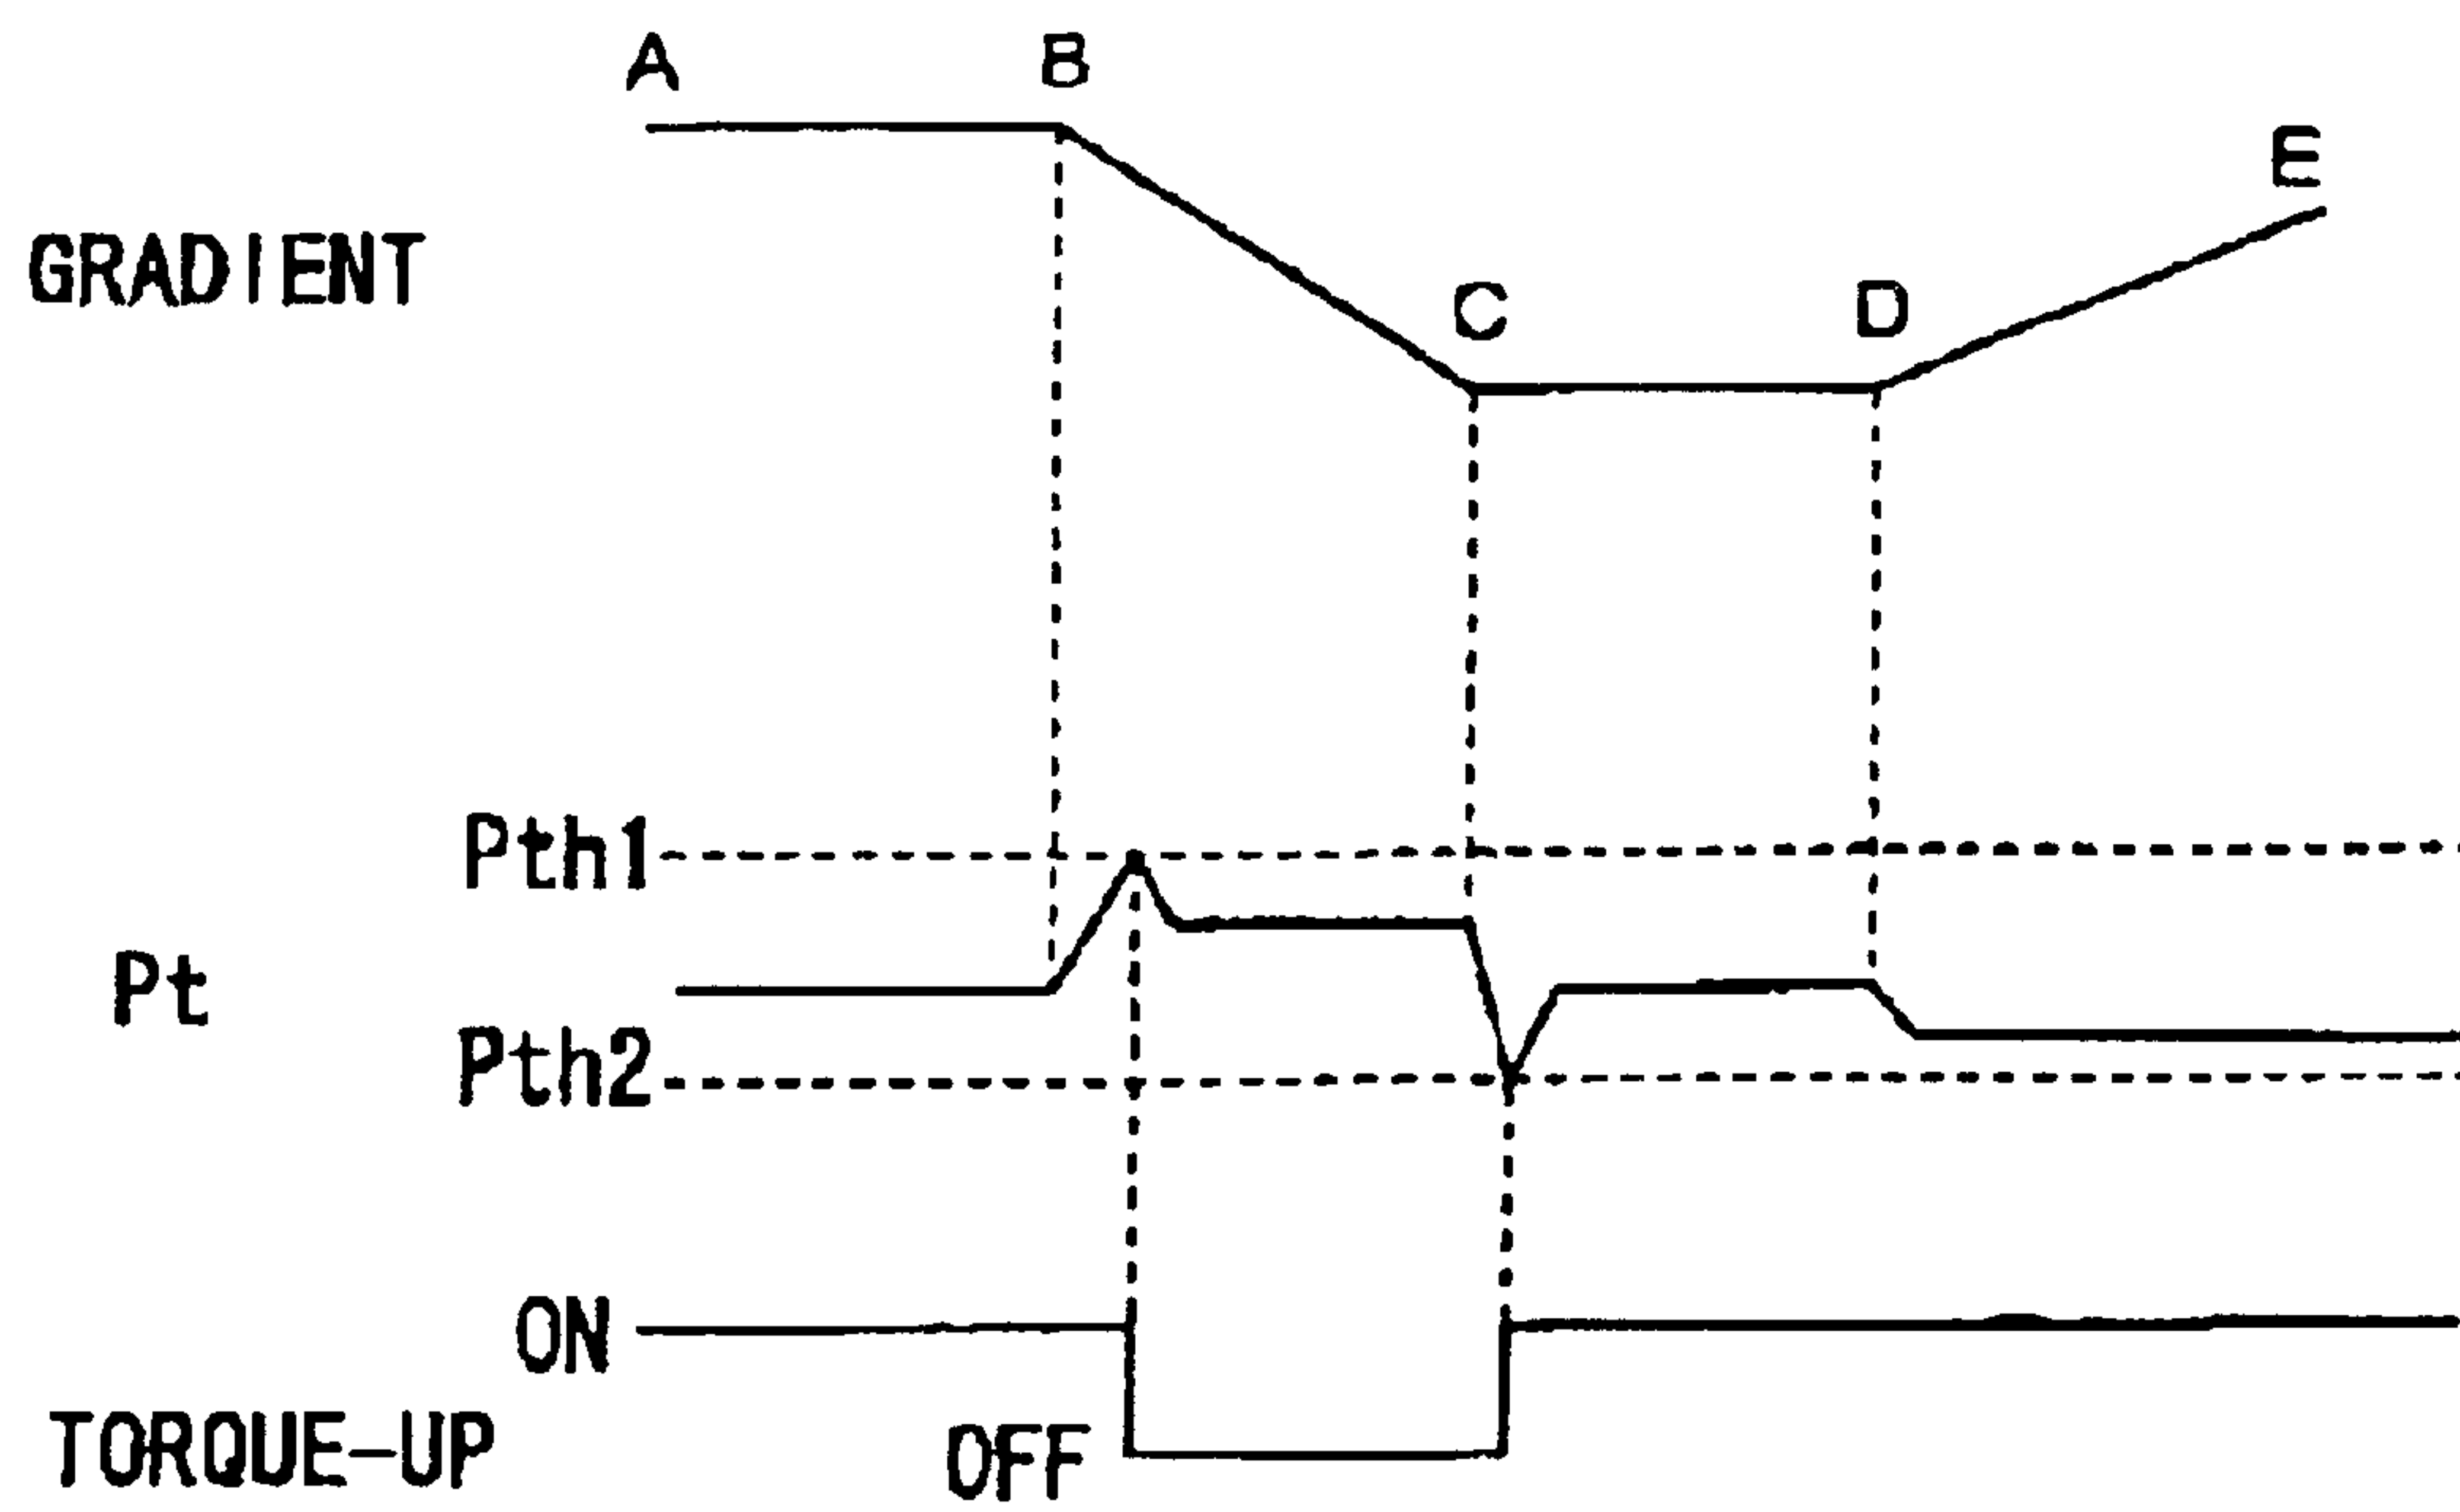 A
B
E
GRADIENT
C
D
Pth1
Pt
Pth2
ON
TORQUE-UP
OFF